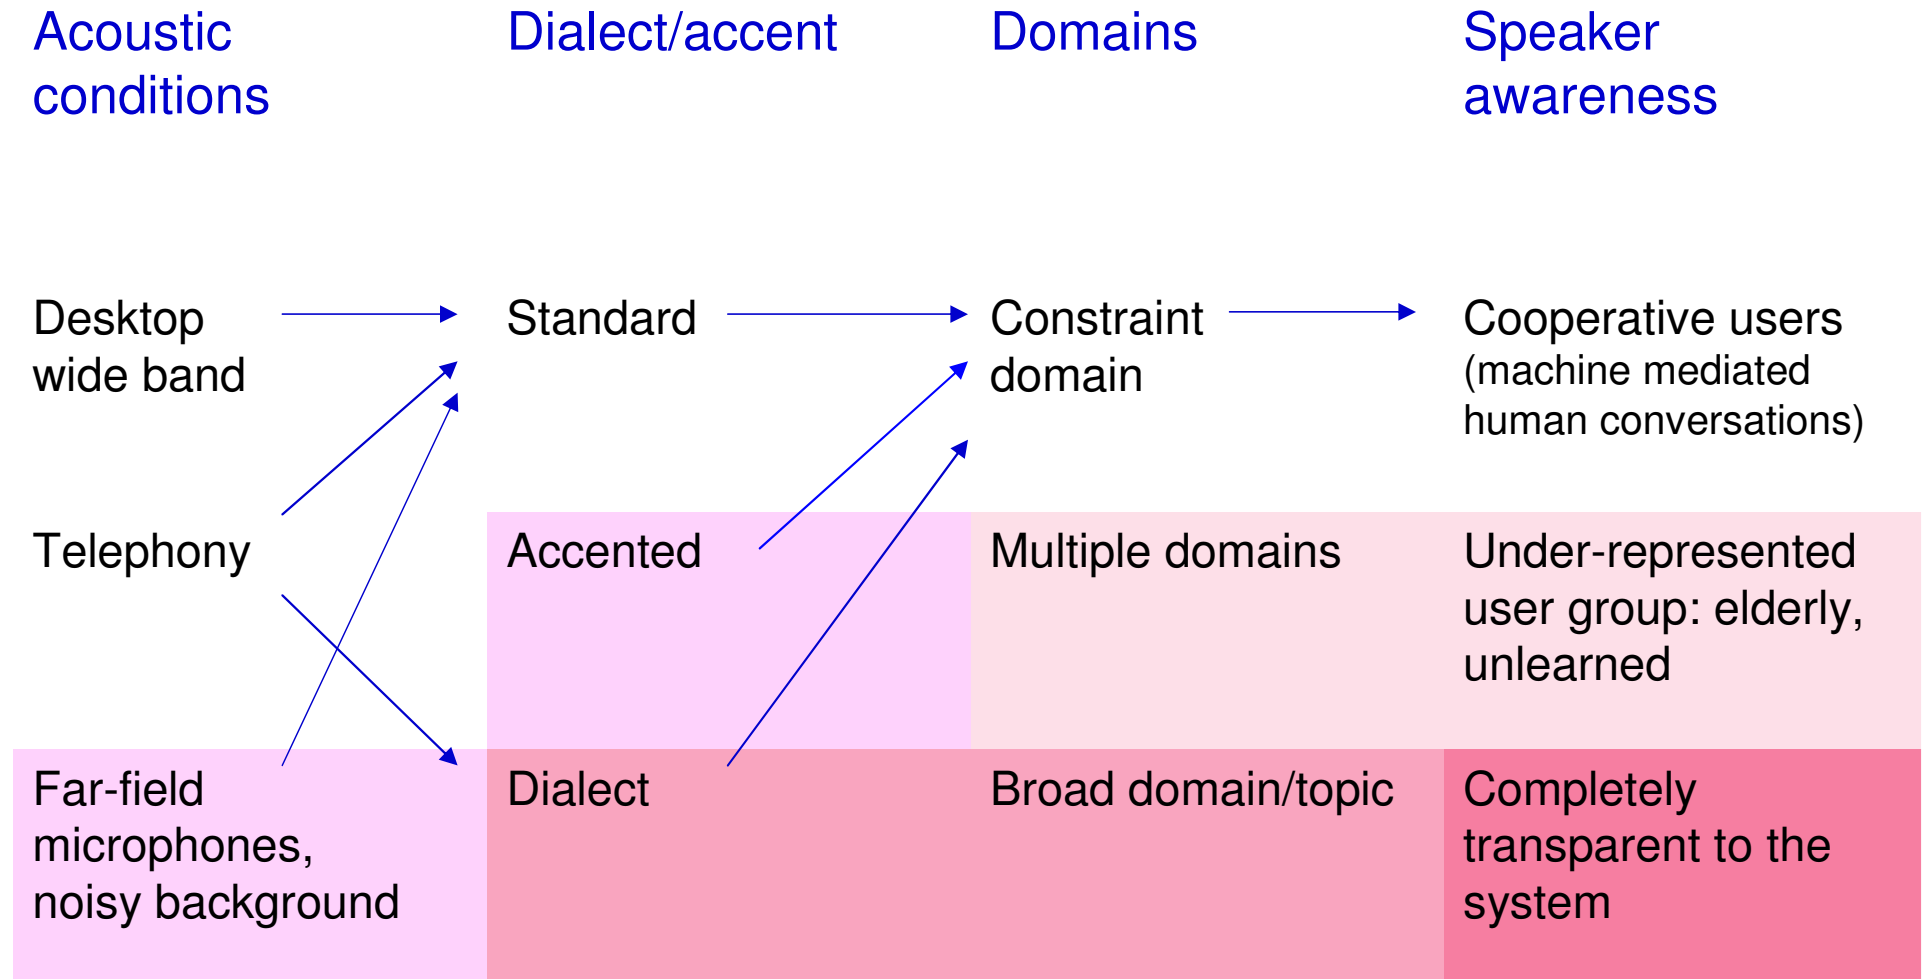 Acoustic
conditions
Dialect/accent
Domains
Speaker
awareness
Desktop
wide band
Standard
Constraint
domain
Cooperative users
(machine mediated
human conversations)
Telephony
Accented
Multiple domains
Under-represented
user group: elderly,
unlearned
Far-field
microphones,
noisy background
Dialect
Broad domain/topic
Completely
transparent to the
system